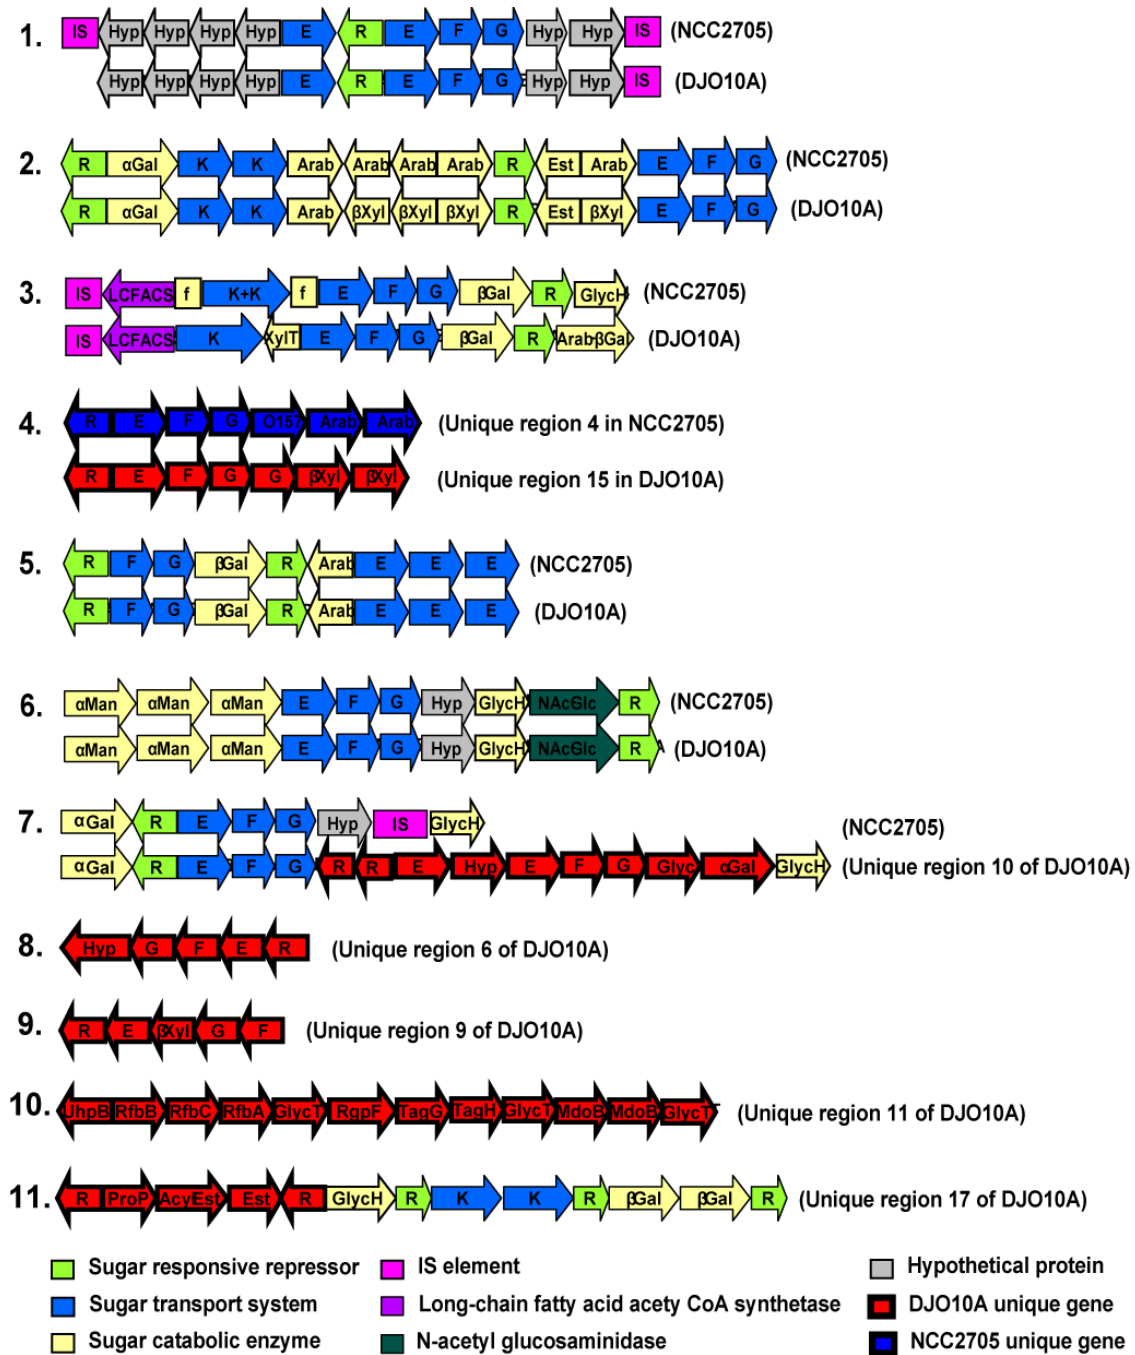 1. IS Hyp Hyp Hyp Hyp E R E F G Hyp Hyp IS (NCC2705)
Hyp Hyp Hyp Hyp E R E F G Hyp Hyp IS (DJO10A)
2. R αGal K K Arab Arab Arab Arab R Est Arab E F G (NCC2705)
R αGal K K Arab βXyl βXyl βXyl R Est βXyl E F G (DJO10A)
3. IS LCFACS f K+K f E F G βGal R GlycH (NCC2705)
IS LCFACS K XylT E F G βGal R Arab-βGal (DJO10A)
4. R E F G O157 Arab Arab (Unique region 4 in NCC2705)
R E F G G βXyl βXyl (Unique region 15 in DJO10A)
5. R F G βGal R Arab E E E (NCC2705)
R F G βGal R Arab E E E (DJO10A)
6. αMan αMan αMan E F G Hyp GlycH NAcGlc R (NCC2705)
αMan αMan αMan E F G Hyp GlycH NAcGlc R (DJO10A)
7. αGal R E F G Hyp IS GlycH (NCC2705)
αGal R E F G R R E Hyp E F G Glyc αGal GlycH (Unique region 10 of DJO10A)
8. Hyp G F E R (Unique region 6 of DJO10A)
9. R E βXyl G F (Unique region 9 of DJO10A)
10. UhpB RfbB RfbC RfbA GlycT RgpF TagG TagH GlycT MdoB MdoB GlycT (Unique region 11 of DJO10A)
11. R ProP AcylEst Est R GlycH R K K R βGal βGal R (Unique region 17 of DJO10A)
Sugar responsive repressor IS element Hypothetical protein
Sugar transport system Long-chain fatty acid acety CoA synthetase DJO10A unique gene
Sugar catabolic enzyme N-acetyl glucosaminidase NCC2705 unique gene